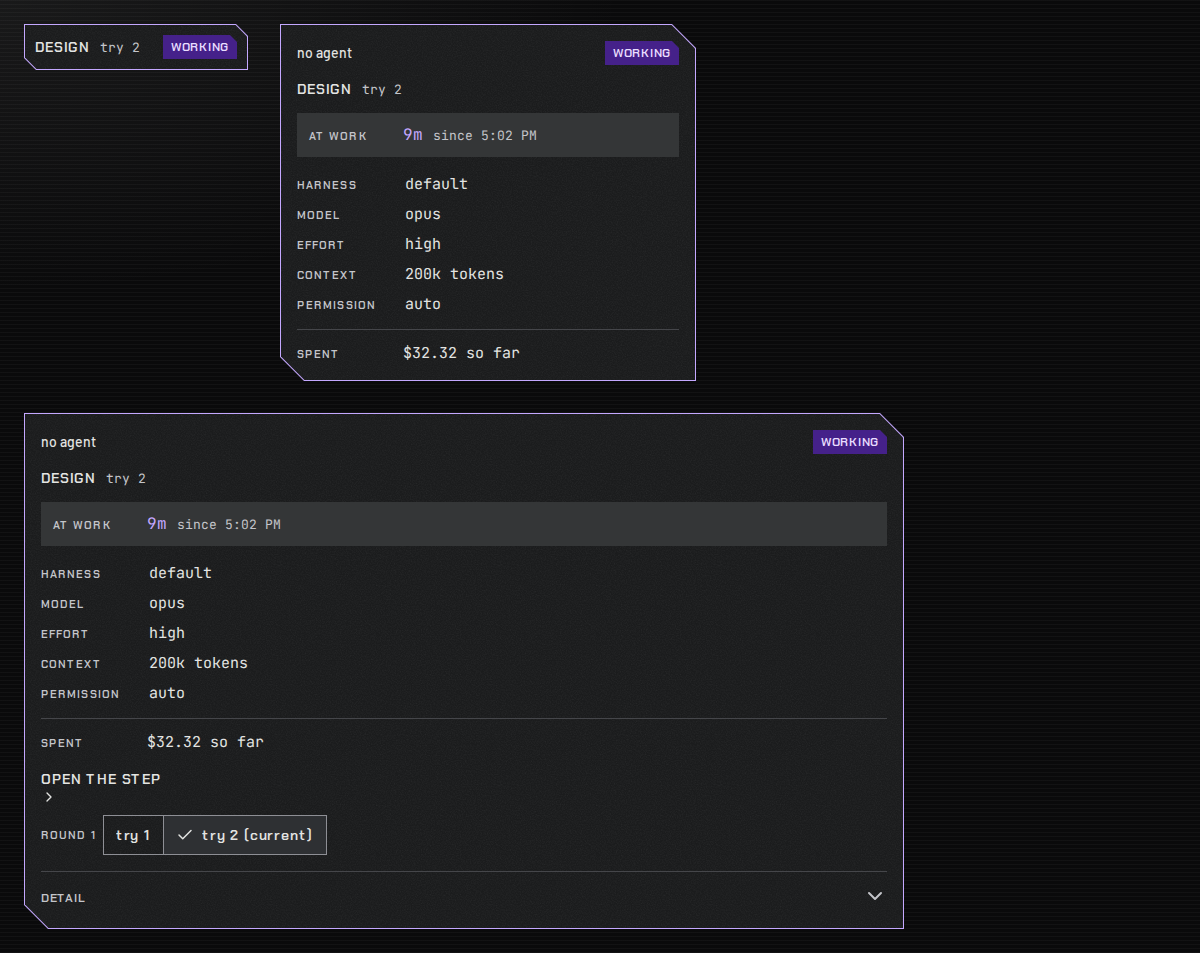 DESIGN try 2 WORKING
no agent WORKING
DESIGN try 2
AT WORK 9m since 5:02 PM
HARNESS default
MODEL opus
EFFORT high
CONTEXT 200k tokens
PERMISSION auto
SPENT $32.32 so far
no agent WORKING
DESIGN try 2
AT WORK 9m since 5:02 PM
HARNESS default
MODEL opus
EFFORT high
CONTEXT 200k tokens
PERMISSION auto
SPENT $32.32 so far
OPEN THE STEP
ROUND 1 try 1 try 2 (current)
DETAIL